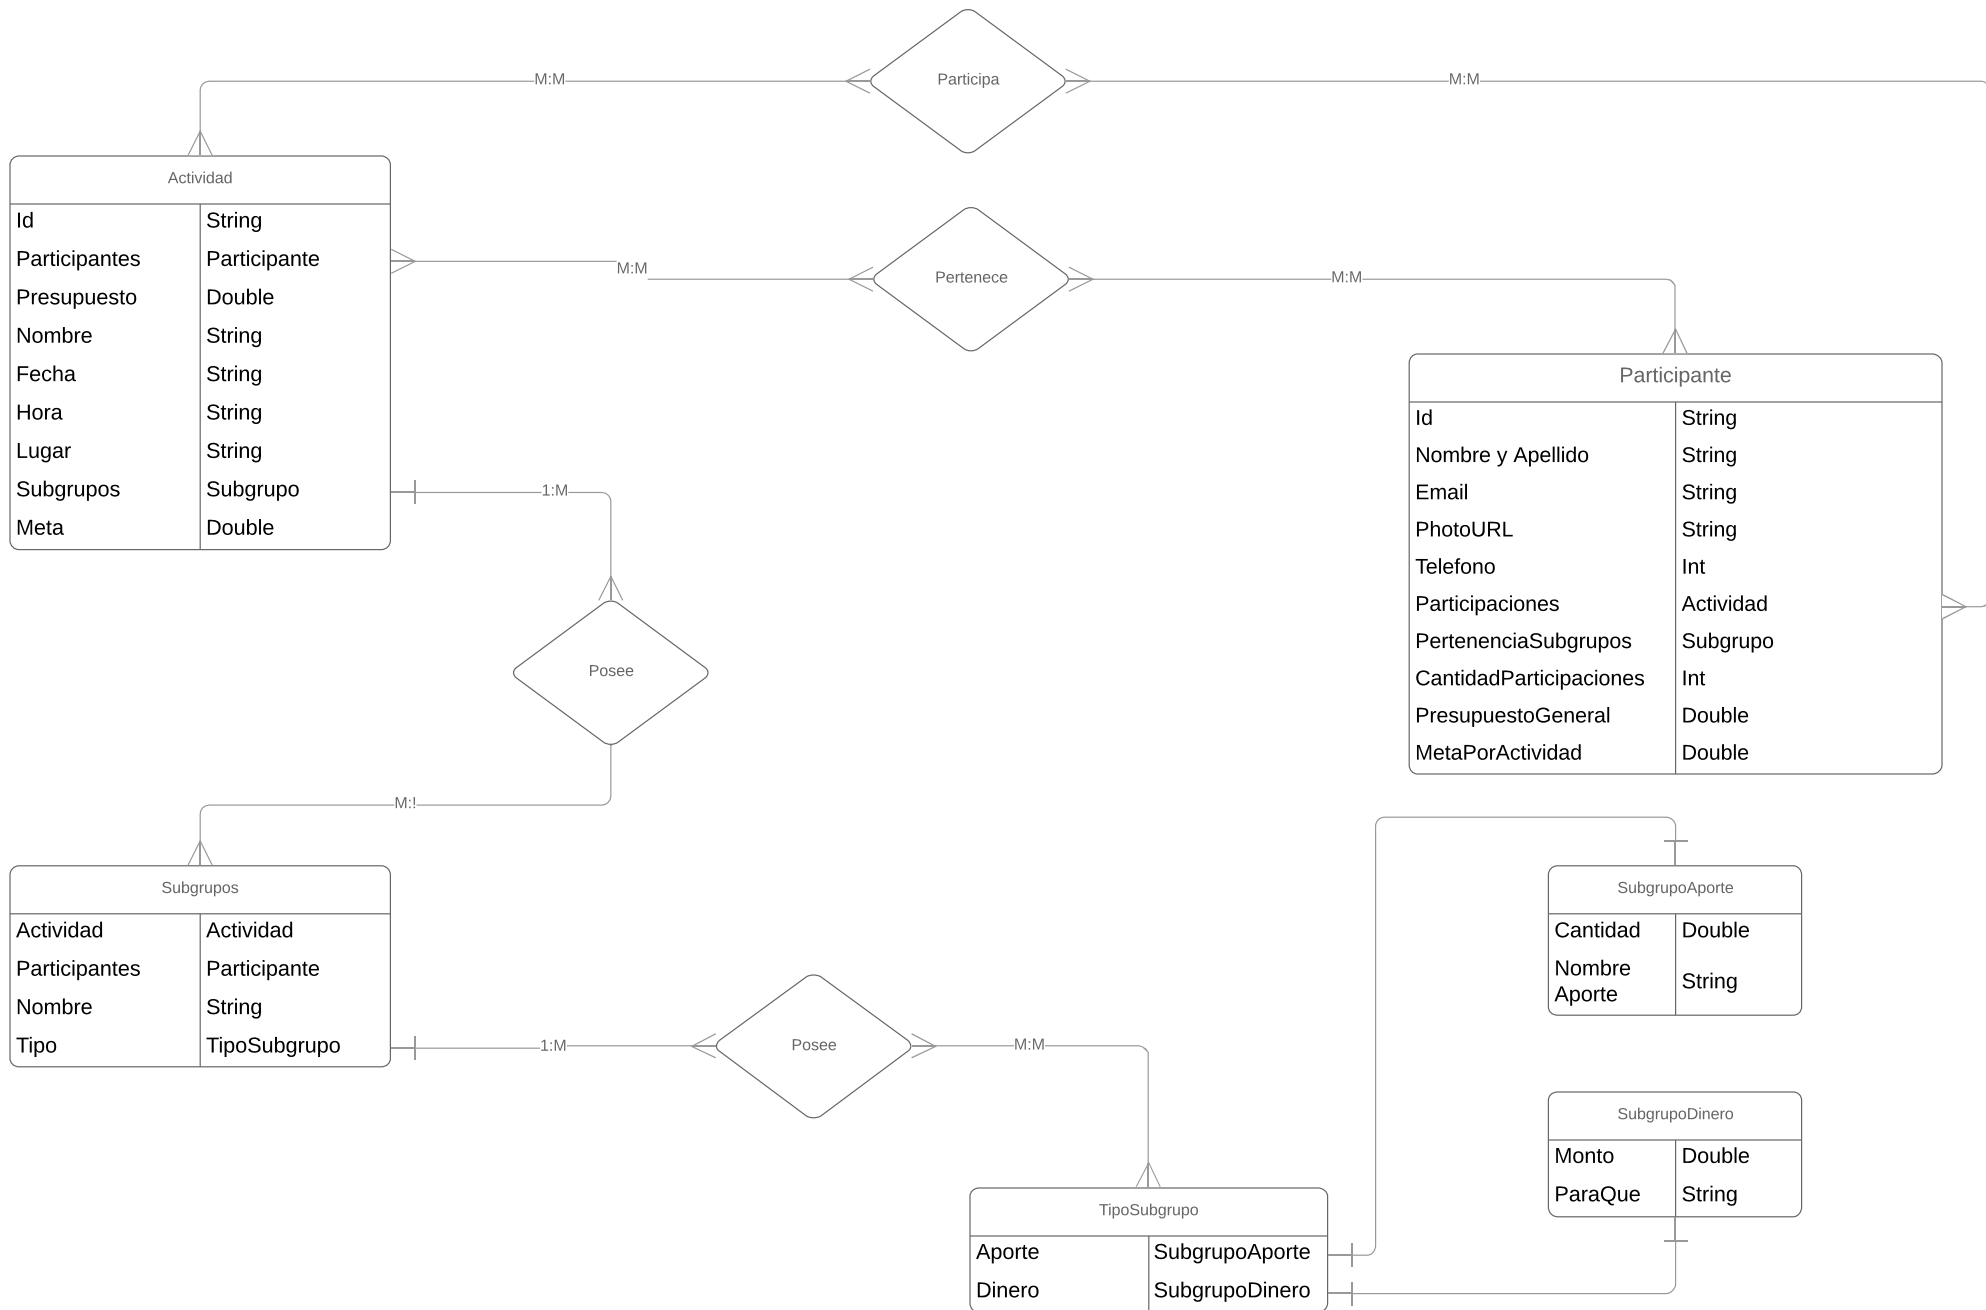 Participa
M:M
M:M
Actividad
Id String
Participantes Participante
Presupuesto Double
Nombre String
Fecha String
Hora String
Lugar String
Subgrupos Subgrupo
Meta Double
Pertenece
M:M
M:M
Participante
Id String
Nombre y Apellido String
Email String
PhotoURL String
Telefono Int
Participaciones Actividad
PertenenciaSubgrupos Subgrupo
CantidadParticipaciones Int
PresupuestoGeneral Double
MetaPorActividad Double
1:M
Posee
M:!
Subgrupos
Actividad Actividad
Participantes Participante
Nombre String
Tipo TipoSubgrupo
1:M
Posee
M:M
SubgrupoAporte
Cantidad Double
Nombre
Aporte String
SubgrupoDinero
Monto Double
ParaQue String
TipoSubgrupo
Aporte SubgrupoAporte
Dinero SubgrupoDinero